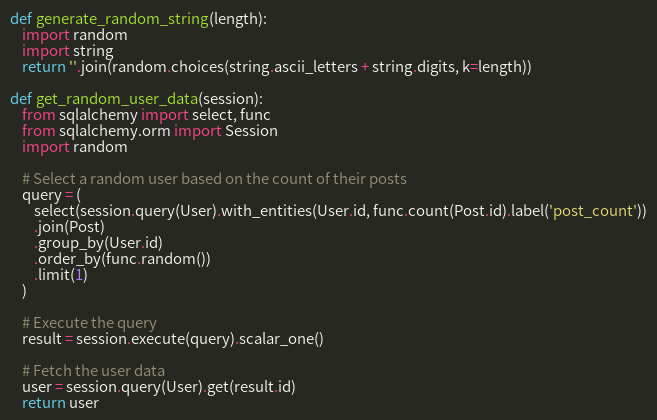 def generate_random_string(length):
    import random
    import string
    return ''.join(random.choices(string.ascii_letters + string.digits, k=length))

def get_random_user_data(session):
    from sqlalchemy import select, func
    from sqlalchemy.orm import Session
    import random

    # Select a random user based on the count of their posts
    query = (
        select(session.query(User).with_entities(User.id, func.count(Post.id).label('post_count'))
        .join(Post)
        .group_by(User.id)
        .order_by(func.random())
        .limit(1)
    )

    # Execute the query
    result = session.execute(query).scalar_one()

    # Fetch the user data
    user = session.query(User).get(result.id)
    return user